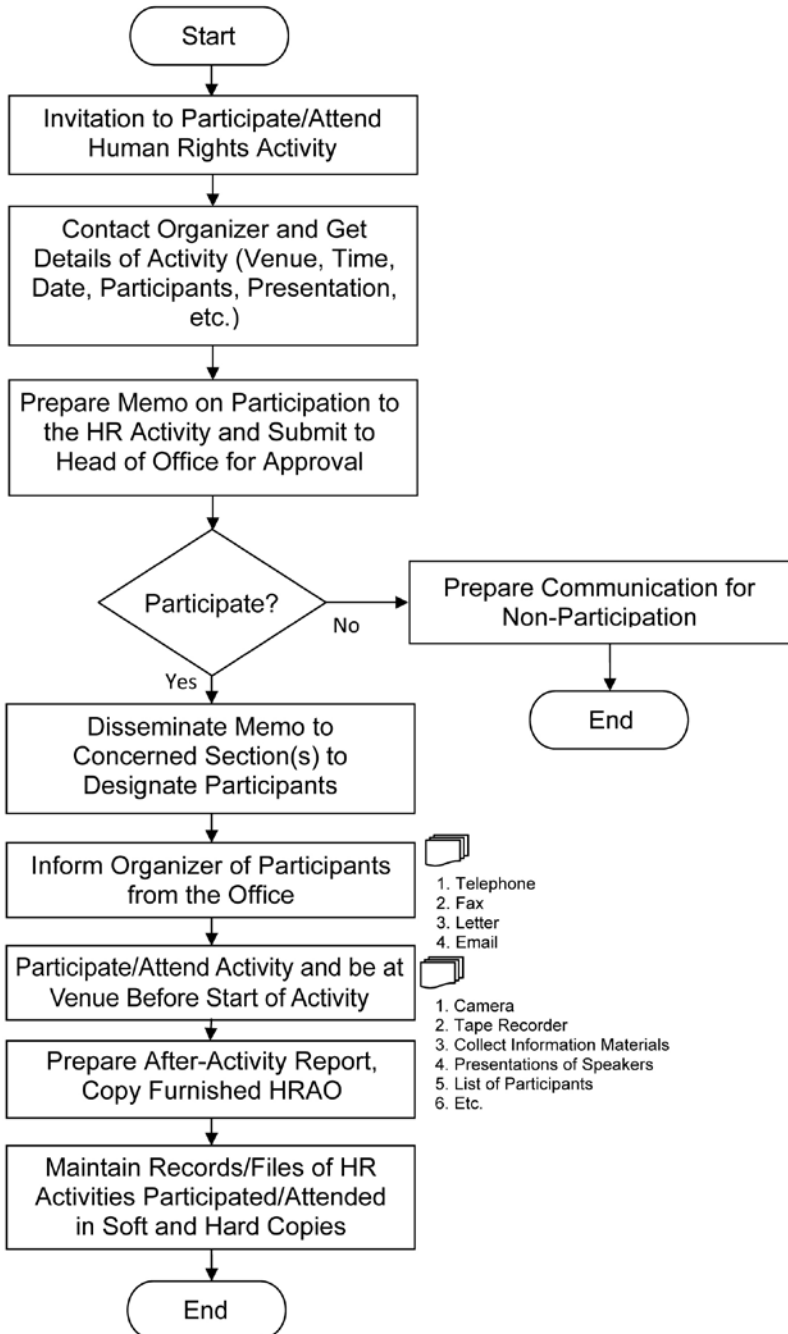 Start
Invitation to Participate/Attend
Human Rights Activity
Contact Organizer and Get
Details of Activity (Venue, Time,
Date, Participants, Presentation,
etc.)
Prepare Memo on Participation to
the HR Activity and Submit to
Head of Office for Approval
Participate?
No
Prepare Communication for
Non-Participation
End
Yes
Disseminate Memo to
Concerned Section(s) to
Designate Participants
Inform Organizer of Participants
from the Office
1. Telephone
2. Fax
3. Letter
4. Email
Participate/Attend Activity and be at
Venue Before Start of Activity
1. Camera
2. Tape Recorder
3. Collect Information Materials
4. Presentations of Speakers
5. List of Participants
6. Etc.
Prepare After-Activity Report,
Copy Furnished HRAO
Maintain Records/Files of HR
Activities Participated/Attended
in Soft and Hard Copies
End